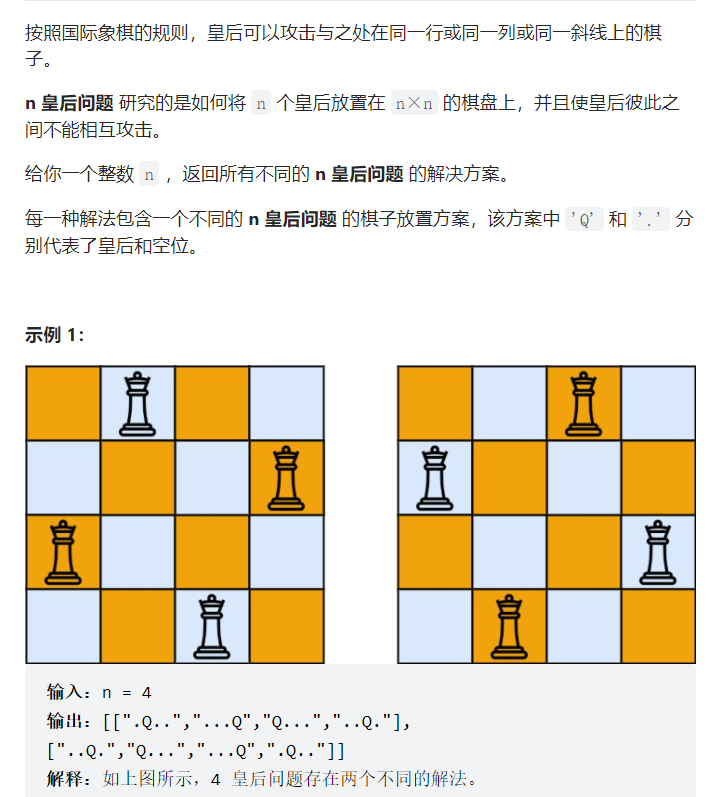 按照国际象棋的规则，皇后可以攻击与之处在同一行或同一列或同一斜线上的棋
子。
n 皇后问题 研究的是如何将 n 个皇后放置在 n×n 的棋盘上，并且使皇后彼此之
间不能相互攻击。
给你一个整数 n ，返回所有不同的 n 皇后问题 的解决方案。
每一种解法包含一个不同的 n 皇后问题 的棋子放置方案，该方案中 'Q' 和 '.' 分
别代表了皇后和空位。
示例 1：
输入：n = 4
输出：[[".Q..","...Q","Q...","..Q."],
["..Q.","Q...","...Q",".Q.."]]
解释：如上图所示，4 皇后问题存在两个不同的解法。